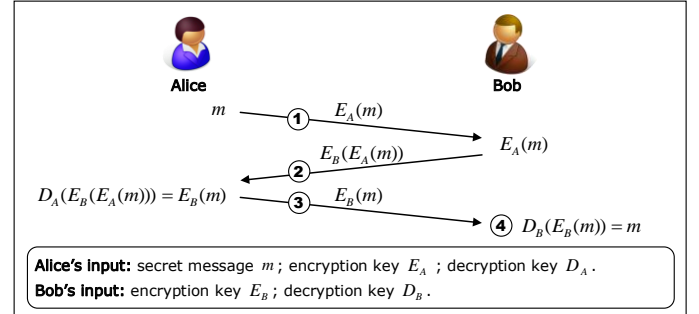 Alice Bob
m ① E_A(m)
E_A(m)
② E_B(E_A(m))
D_A(E_B(E_A(m))) = E_B(m) ③ E_B(m)
④ D_B(E_B(m)) = m
Alice's input: secret message m ; encryption key E_A ; decryption key D_A .
Bob's input: encryption key E_B ; decryption key D_B .